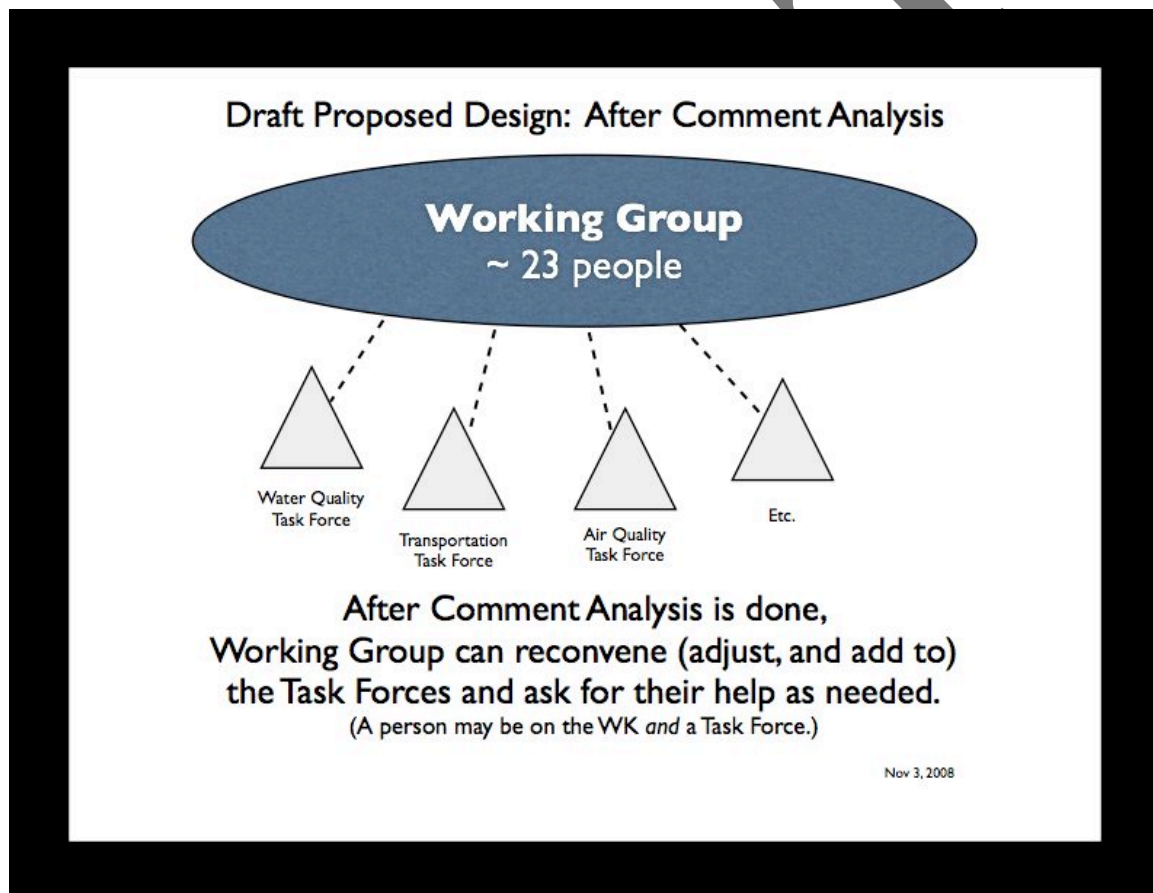 Draft Proposed Design: After Comment Analysis
Working Group
~ 23 people
Water Quality
Task Force
Transportation
Task Force
Air Quality
Task Force
Etc.
After Comment Analysis is done,
Working Group can reconvene (adjust, and add to)
the Task Forces and ask for their help as needed.
(A person may be on the WK and a Task Force.)
Nov 3, 2008